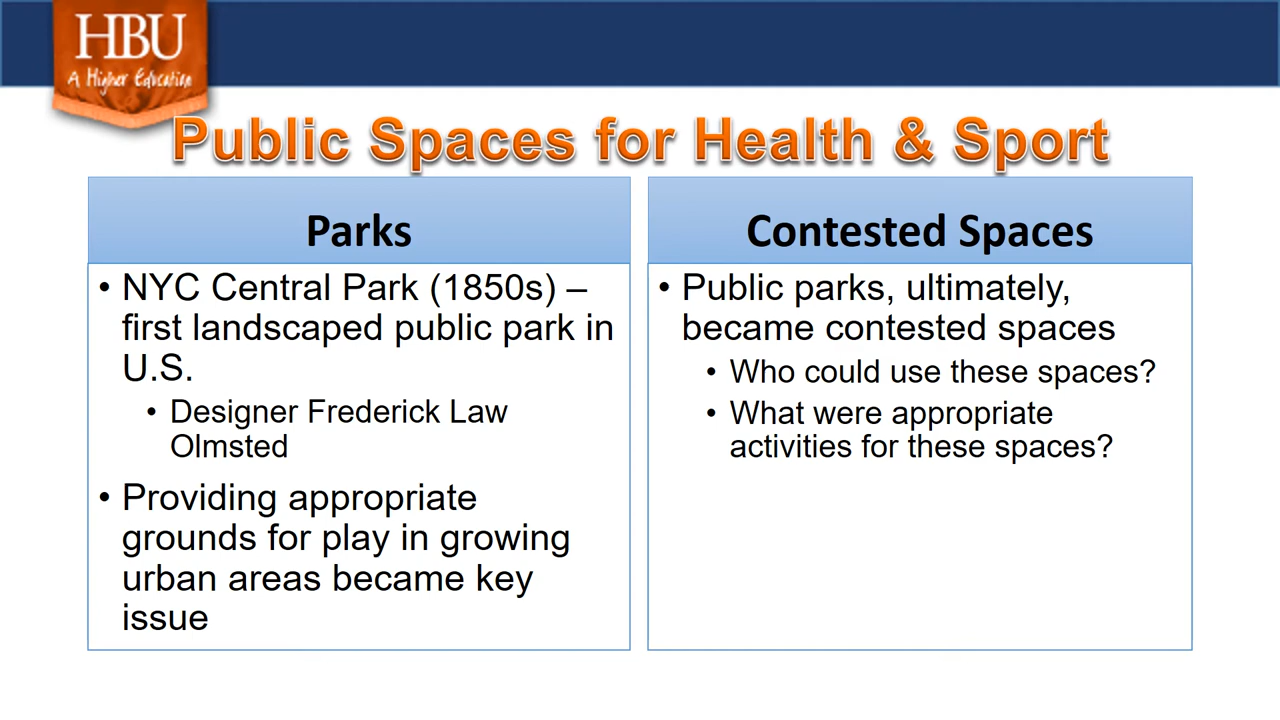 HBU
A Higher Education
Public Spaces for Health & Sport
Parks
• NYC Central Park (1850s) –
first landscaped public park in
U.S.
• Designer Frederick Law
Olmsted
• Providing appropriate
grounds for play in growing
urban areas became key
issue
Contested Spaces
• Public parks, ultimately,
became contested spaces
• Who could use these spaces?
• What were appropriate
activities for these spaces?